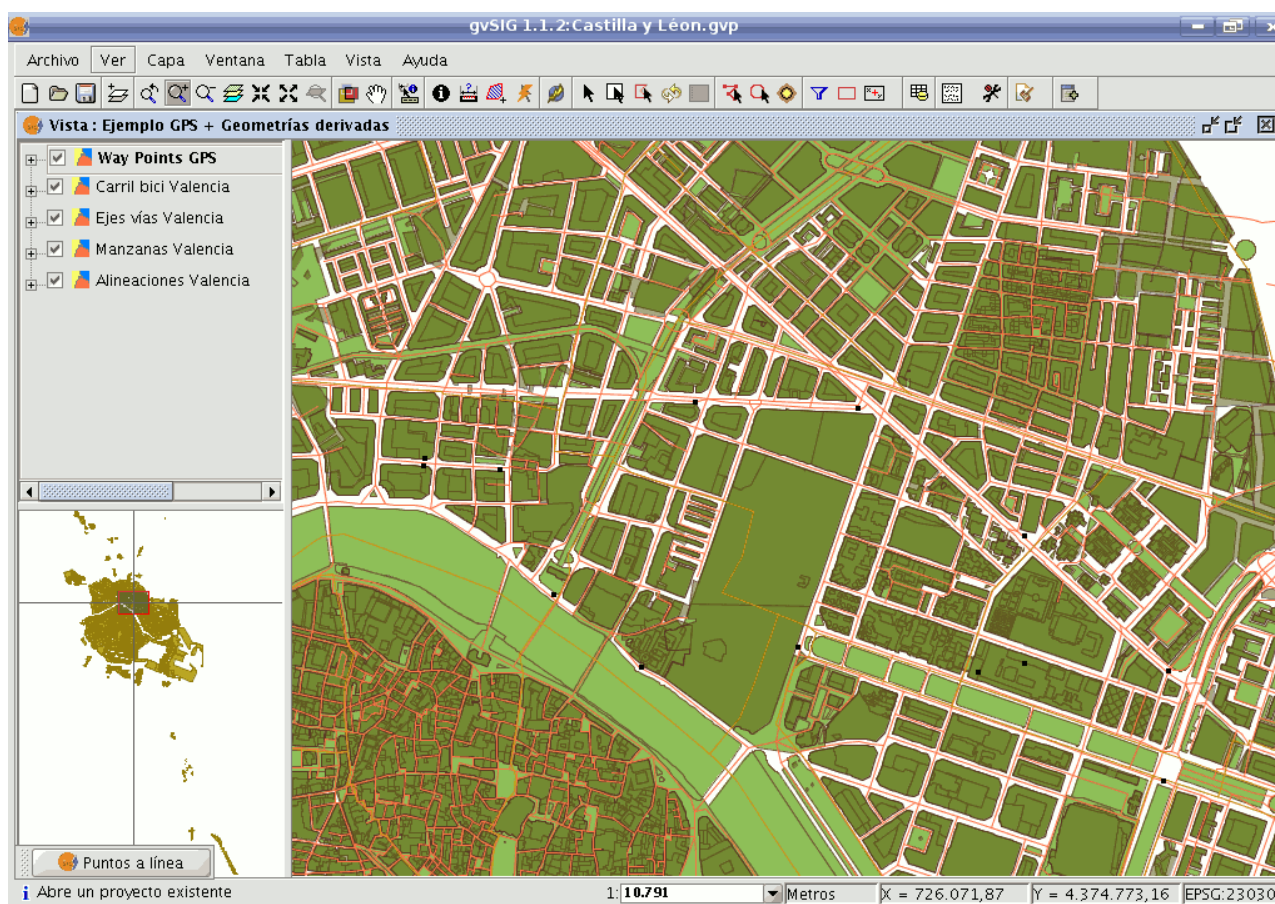 gvSIG 1.1.2:Castilla y Léon.gvp
Archivo Ver Capa Ventana Tabla Vista Ayuda
Vista : Ejemplo GPS + Geometrías derivadas
Way Points GPS
Carril bici Valencia
Ejes vías Valencia
Manzanas Valencia
Alineaciones Valencia
Puntos a línea
Abre un proyecto existente 1: 10.791 Metros X = 726.071,87 Y = 4.374.773,16 EPSG:23030